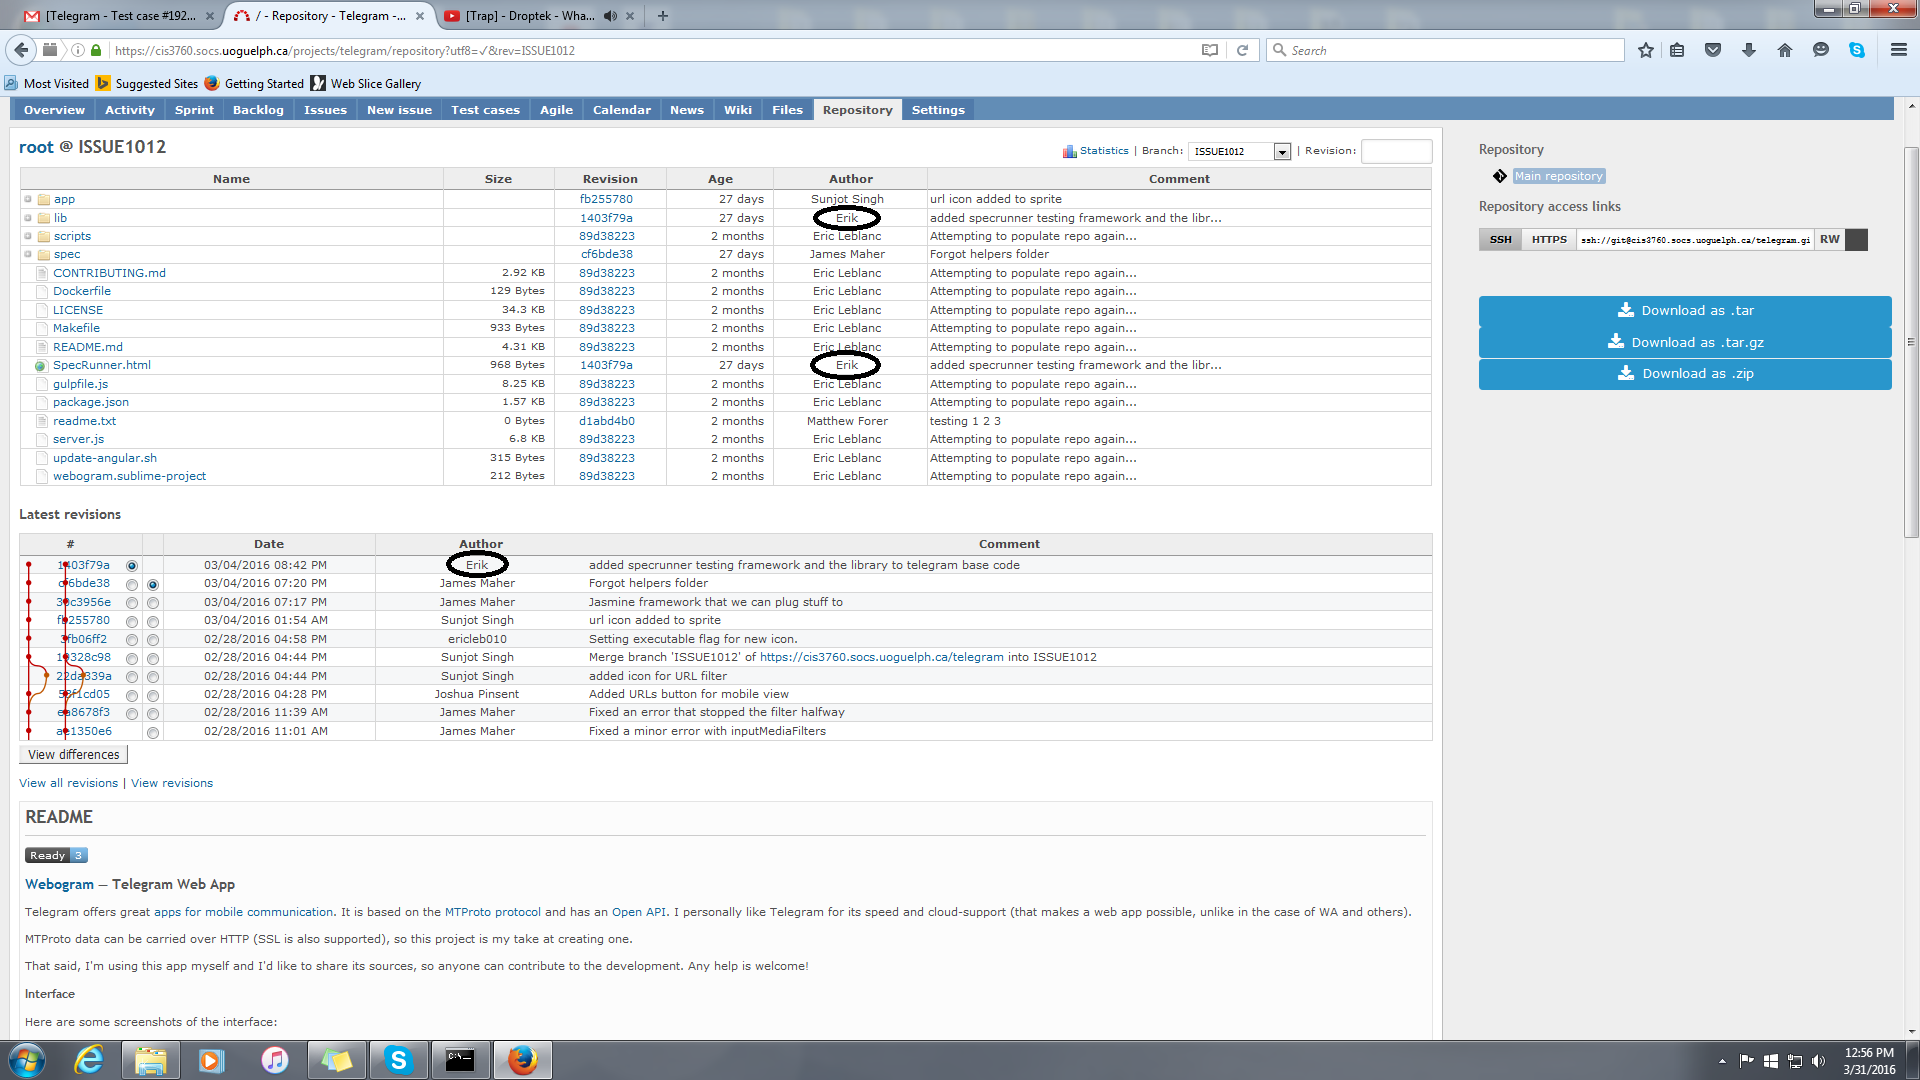 [Telegram - Test case #192...
/ - Repository - Telegram -...
[Trap] - Droptek - Wha...
https://cis3760.socs.uoguelph.ca/projects/telegram/repository?utf8=✓&rev=ISSUE1012
Search
Most Visited Suggested Sites Getting Started Web Slice Gallery
Overview Activity Sprint Backlog Issues New issue Test cases Agile Calendar News Wiki Files Repository Settings
root @ ISSUE1012
Statistics | Branch: ISSUE1012 | Revision:
Name Size Revision Age Author Comment
app fb255780 27 days Sunjot Singh url icon added to sprite
lib 1403f79a 27 days Erik added specrunner testing framework and the libr...
scripts 89d38223 2 months Eric Leblanc Attempting to populate repo again...
spec cf6bde38 27 days James Maher Forgot helpers folder
CONTRIBUTING.md 2.92 KB 89d38223 2 months Eric Leblanc Attempting to populate repo again...
Dockerfile 129 Bytes 89d38223 2 months Eric Leblanc Attempting to populate repo again...
LICENSE 34.3 KB 89d38223 2 months Eric Leblanc Attempting to populate repo again...
Makefile 933 Bytes 89d38223 2 months Eric Leblanc Attempting to populate repo again...
README.md 4.31 KB 89d38223 2 months Eric Leblanc Attempting to populate repo again...
SpecRunner.html 968 Bytes 1403f79a 27 days Erik added specrunner testing framework and the libr...
gulpfile.js 8.25 KB 89d38223 2 months Eric Leblanc Attempting to populate repo again...
package.json 1.57 KB 89d38223 2 months Eric Leblanc Attempting to populate repo again...
readme.txt 0 Bytes d1abd4b0 2 months Matthew Forer testing 1 2 3
server.js 6.8 KB 89d38223 2 months Eric Leblanc Attempting to populate repo again...
update-angular.sh 315 Bytes 89d38223 2 months Eric Leblanc Attempting to populate repo again...
webogram.sublime-project 212 Bytes 89d38223 2 months Eric Leblanc Attempting to populate repo again...
Latest revisions
# Date Author Comment
1403f79a 03/04/2016 08:42 PM Erik added specrunner testing framework and the library to telegram base code
cf6bde38 03/04/2016 07:20 PM James Maher Forgot helpers folder
03/04/2016 07:17 PM James Maher Jasmine framework that we can plug stuff to
fb255780 03/04/2016 01:54 AM Sunjot Singh url icon added to sprite
02/28/2016 04:58 PM ericleb010 Setting executable flag for new icon.
02/28/2016 04:44 PM Sunjot Singh Merge branch 'ISSUE1012' of https://cis3760.socs.uoguelph.ca/telegram into ISSUE1012
02/28/2016 04:44 PM Sunjot Singh added icon for URL filter
02/28/2016 04:28 PM Joshua Pinsent Added URLs button for mobile view
02/28/2016 11:39 AM James Maher Fixed an error that stopped the filter halfway
02/28/2016 11:01 AM James Maher Fixed a minor error with inputMediaFilters
View differences
View all revisions | View revisions
README
Ready 3
Webogram — Telegram Web App
Telegram offers great apps for mobile communication. It is based on the MTProto protocol and has an Open API. I personally like Telegram for its speed and cloud-support (that makes a web app possible, unlike in the case of WA and others).
MTProto data can be carried over HTTP (SSL is also supported), so this project is my take at creating one.
That said, I'm using this app myself and I'd like to share its sources, so anyone can contribute to the development. Any help is welcome!
Interface
Here are some screenshots of the interface:
Repository
Main repository
Repository access links
SSH HTTPS ssh://git@cis3760.socs.uoguelph.ca/telegram.gi RW
Download as .tar
Download as .tar.gz
Download as .zip
12:56 PM
3/31/2016